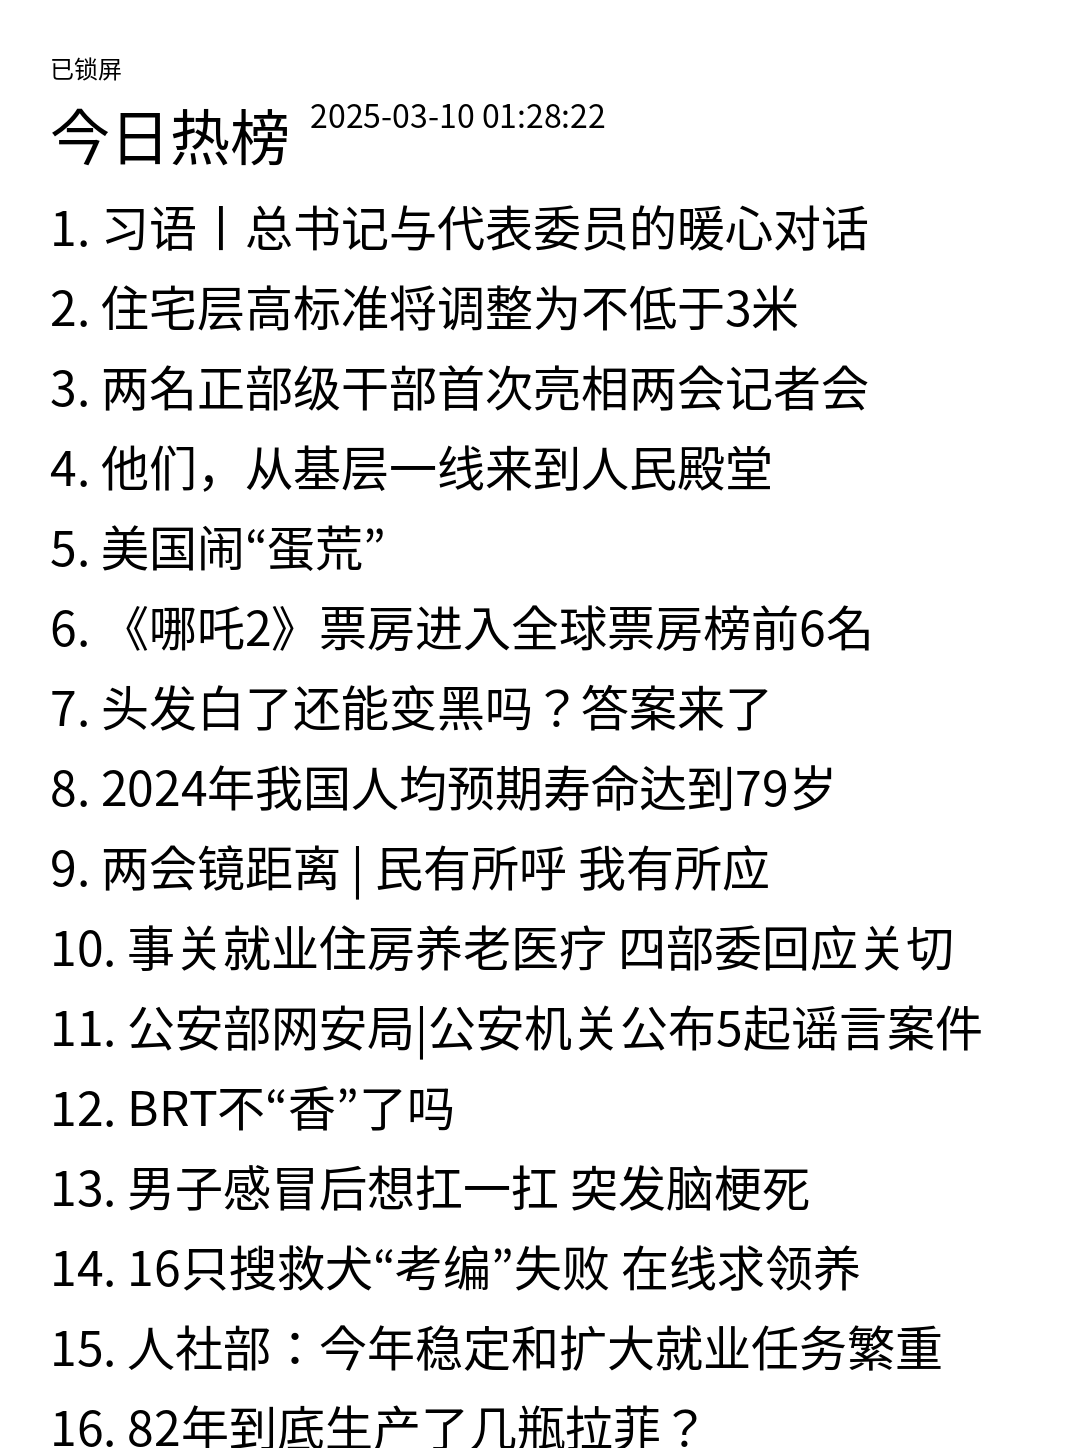 已锁屏
今日热榜 2025-03-10 01:28:22
1. 习语丨总书记与代表委员的暖心对话
2. 住宅层高标准将调整为不低于3米
3. 两名正部级干部首次亮相两会记者会
4. 他们，从基层一线来到人民殿堂
5. 美国闹“蛋荒”
6. 《哪吒2》票房进入全球票房榜前6名
7. 头发白了还能变黑吗？答案来了
8. 2024年我国人均预期寿命达到79岁
9. 两会镜距离 | 民有所呼 我有所应
10. 事关就业住房养老医疗 四部委回应关切
11. 公安部网安局|公安机关公布5起谣言案件
12. BRT不“香”了吗
13. 男子感冒后想扛一扛 突发脑梗死
14. 16只搜救犬“考编”失败 在线求领养
15. 人社部：今年稳定和扩大就业任务繁重
16. 82年到底生产了几瓶拉菲？